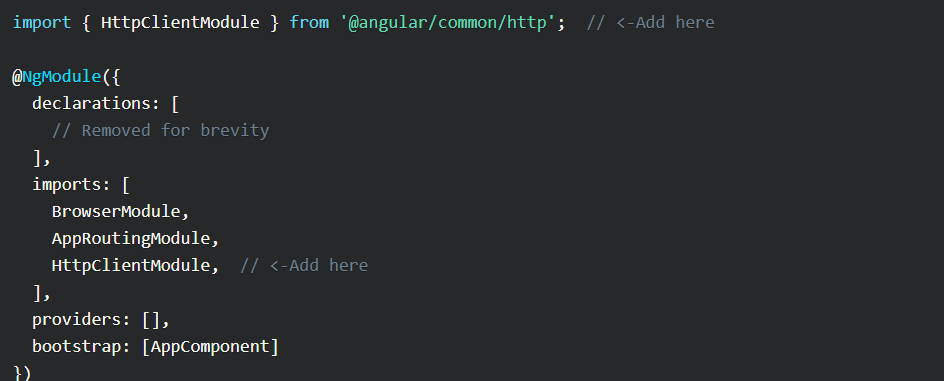 import { HttpClientModule } from '@angular/common/http';  // <-Add here

@NgModule({
  declarations: [
    // Removed for brevity
  ],
  imports: [
    BrowserModule,
    AppRoutingModule,
    HttpClientModule,  // <-Add here
  ],
  providers: [],
  bootstrap: [AppComponent]
})